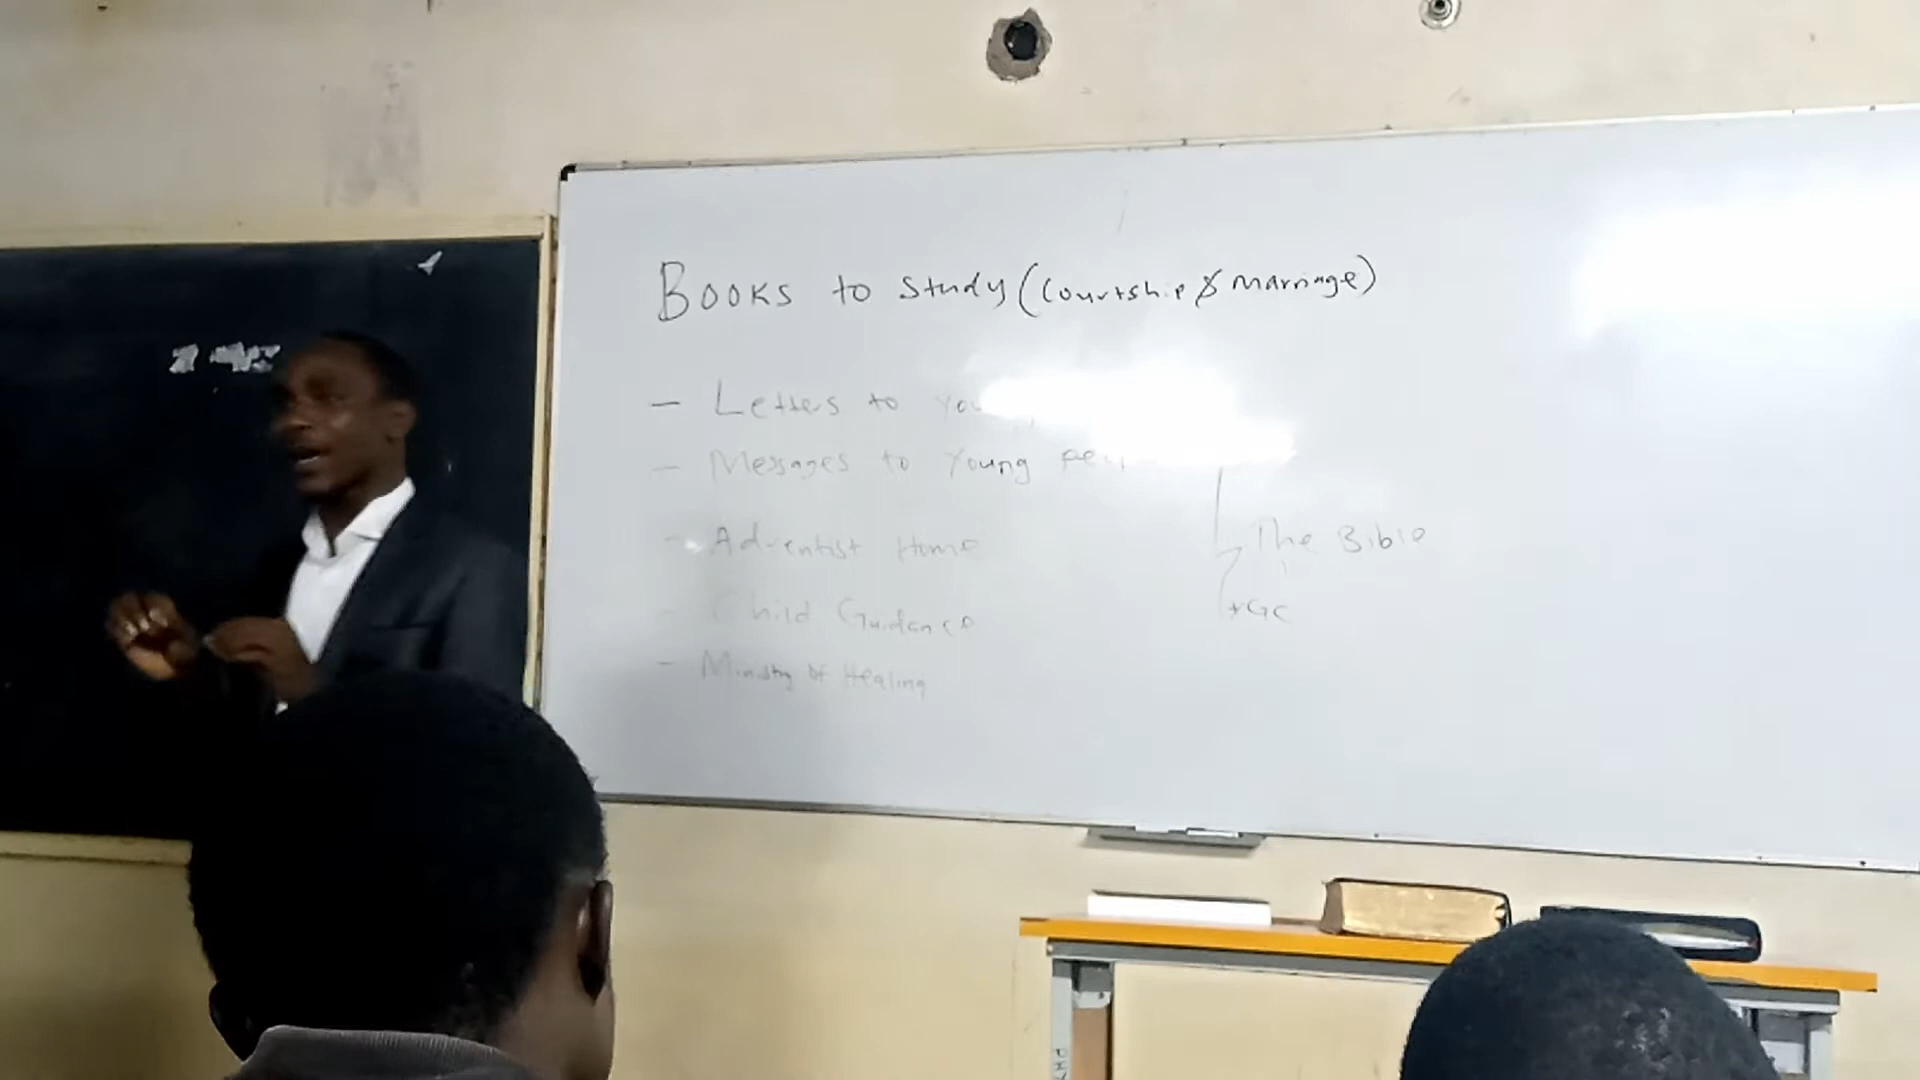 Books to Study (Courtship & Marriage)
- Letters to
- Messages to Young
- Adventist Home
- Child Guidance
- Ministry of Healing
The Bible
+GC